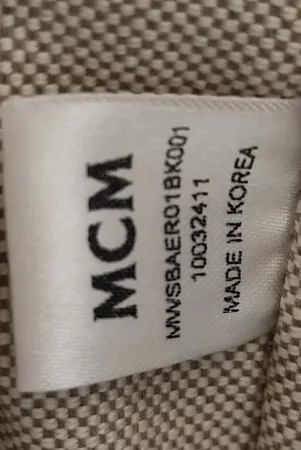 MCM
MWSBAER01BK001
10032411
MADE IN KOREA